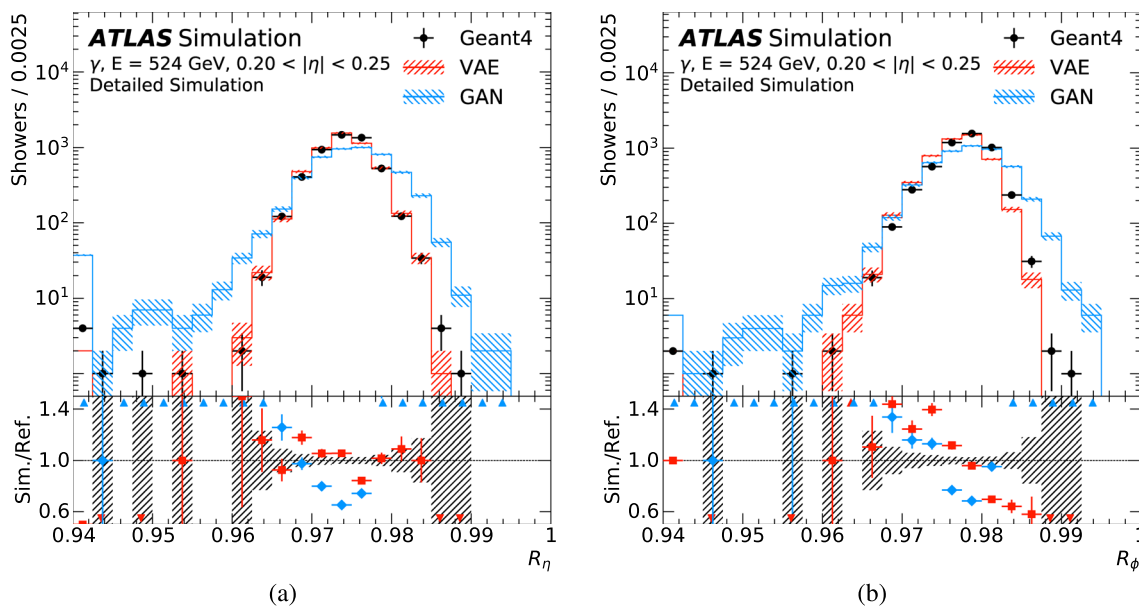 Showers / 0.0025
10⁴
10³
10²
10¹
ATLAS Simulation
γ, E = 524 GeV, 0.20 < |η| < 0.25
Detailed Simulation
Geant4
VAE
GAN
Sim./Ref.
1.4
1.0
0.6
0.94 0.95 0.96 0.97 0.98 0.99 1
R_η
(a)
Showers / 0.0025
10⁴
10³
10²
10¹
ATLAS Simulation
γ, E = 524 GeV, 0.20 < |η| < 0.25
Detailed Simulation
Geant4
VAE
GAN
Sim./Ref.
1.4
1.0
0.6
0.94 0.95 0.96 0.97 0.98 0.99 1
R_ϕ
(b)